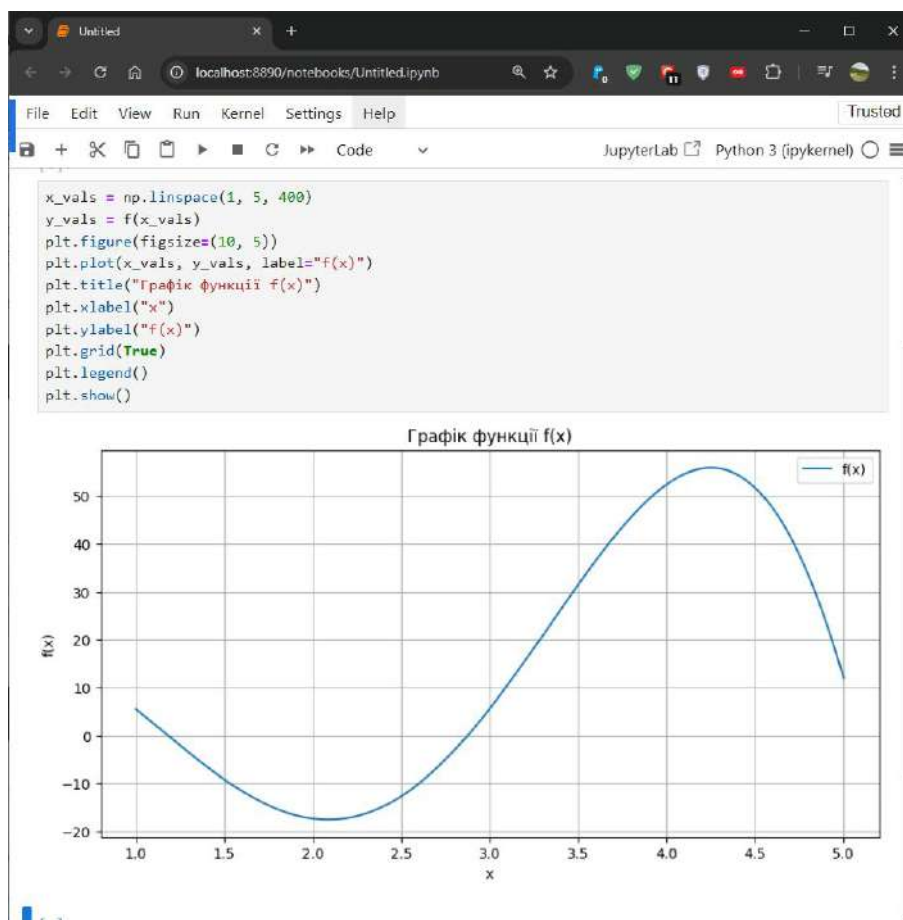 Untitled
localhost:8890/notebooks/Untitled.ipynb
11
File Edit View Run Kernel Settings Help
Trusted
Code
JupyterLab
Python 3 (ipykernel)
x_vals = np.linspace(1, 5, 400)
y_vals = f(x_vals)
plt.figure(figsize=(10, 5))
plt.plot(x_vals, y_vals, label="f(x)")
plt.title("Графік функції f(x)")
plt.xlabel("x")
plt.ylabel("f(x)")
plt.grid(True)
plt.legend()
plt.show()
Графік функції f(x)
f(x)
50
40
30
20
10
0
−10
−20
f(x)
1.0 1.5 2.0 2.5 3.0 3.5 4.0 4.5 5.0
x